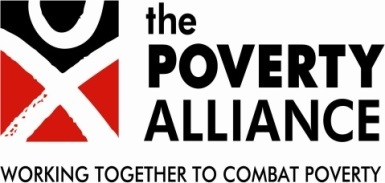 the
POVERTY
ALLIANCE
WORKING TOGETHER TO COMBAT POVERTY